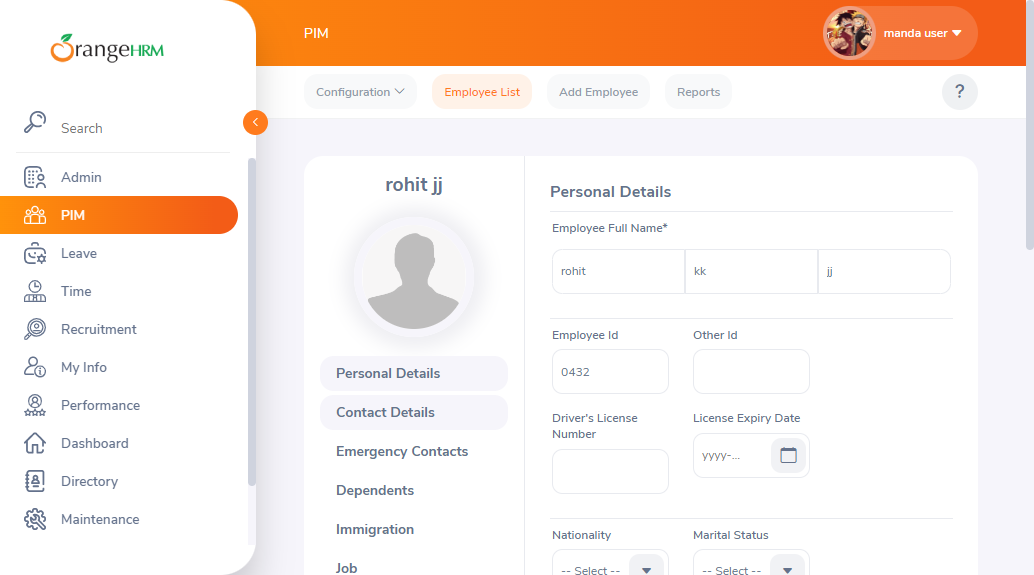 OrangeHRM
PIM
manda user
Configuration
Employee List
Add Employee
Reports
?
Search
Admin
PIM
Leave
Time
Recruitment
My Info
Performance
Dashboard
Directory
Maintenance
rohit jj
Personal Details
Contact Details
Emergency Contacts
Dependents
Immigration
Job
Personal Details
Employee Full Name*
rohit kk jj
Employee Id Other Id
0432
Driver's License Number License Expiry Date
yyyy-...
Nationality Marital Status
-- Select -- -- Select --